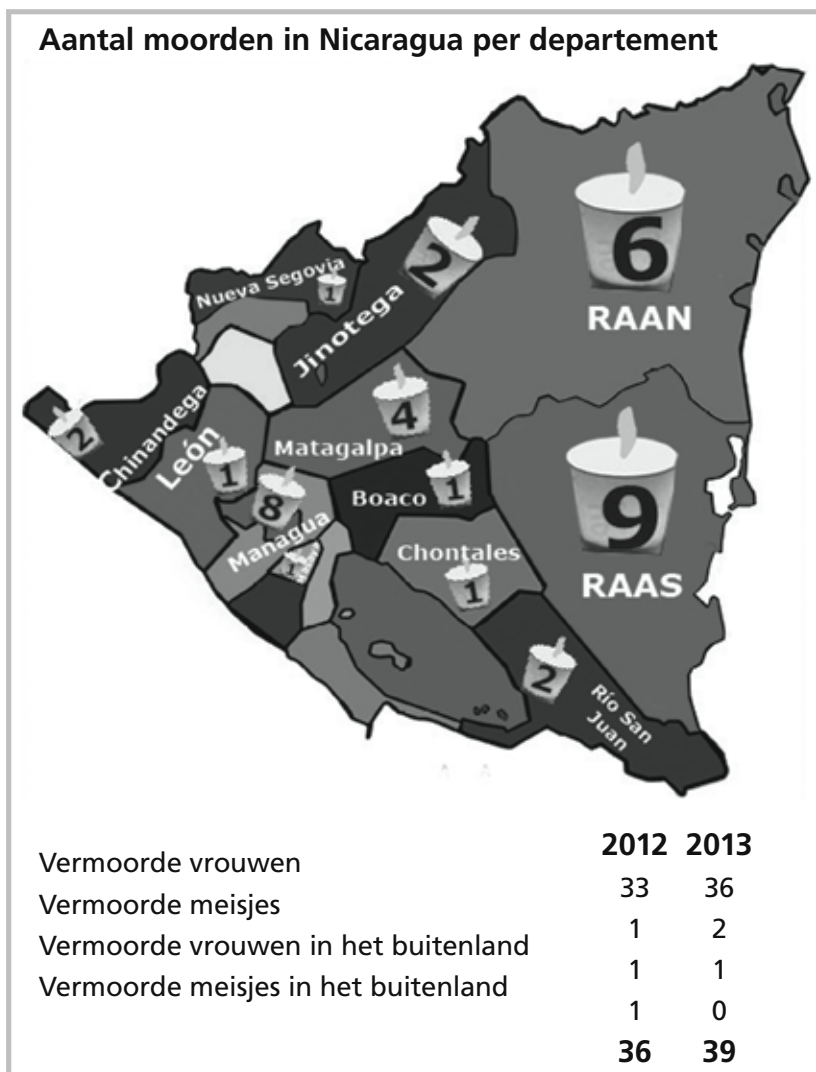 Aantal moorden in Nicaragua per departement
6
RAAN
2
Jinotega
Nueva Segovia
1
2
Chinandega
León
1
4
Matagalpa
8
Managua
1
Boaco
1
Chontales
1
9
RAAS
2
Río San
Juan
2012 2013
Vermoorde vrouwen 33 36
Vermoorde meisjes 1 2
Vermoorde vrouwen in het buitenland 1 1
Vermoorde meisjes in het buitenland 1 0
36 39